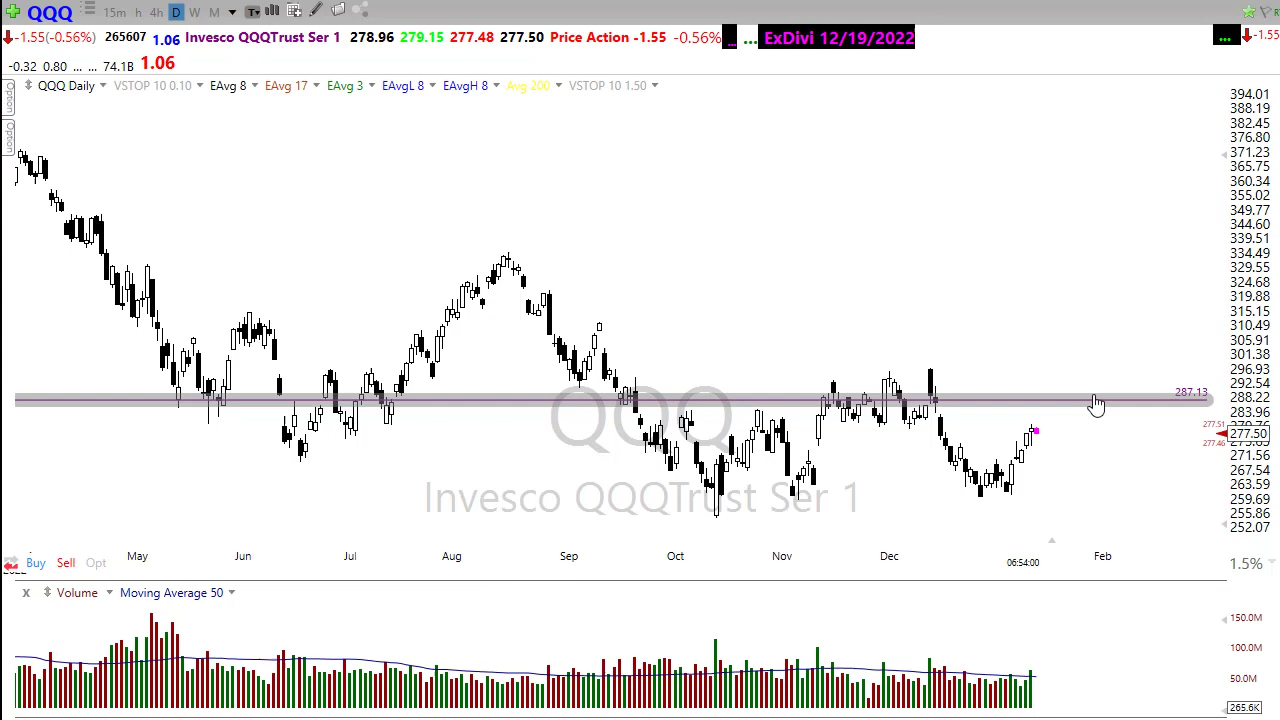 QQQ 15m h 4h D W M T
-1.55(-0.56%) 265607 1.06 Invesco QQQTrust Ser 1 278.96 279.15 277.48 277.50 Price Action -1.55 -0.56% ... ... ExDivi 12/19/2022 ... -1.55
-0.32 0.80 ... ... 74.1B 1.06
QQQ Daily VSTOP 10 0.10 EAvg 8 EAvg 17 EAvg 3 EAvgL 8 EAvgH 8 Avg 200 VSTOP 10 1.50
Option
Option
394.01
388.19
382.45
376.80
371.23
365.75
360.34
355.02
349.77
344.60
339.51
334.49
329.55
324.68
319.88
315.15
310.49
305.91
301.38
296.93
292.54
287.13
288.22
283.96
277.51
277.50
277.46
271.56
267.54
263.59
259.69
255.86
252.07
QQQ
Invesco QQQTrust Ser 1
May Jun Jul Aug Sep Oct Nov Dec Feb
Buy Sell Opt 06:54:00 1.5%
x Volume Moving Average 50
150.0M
100.0M
50.0M
265.6K